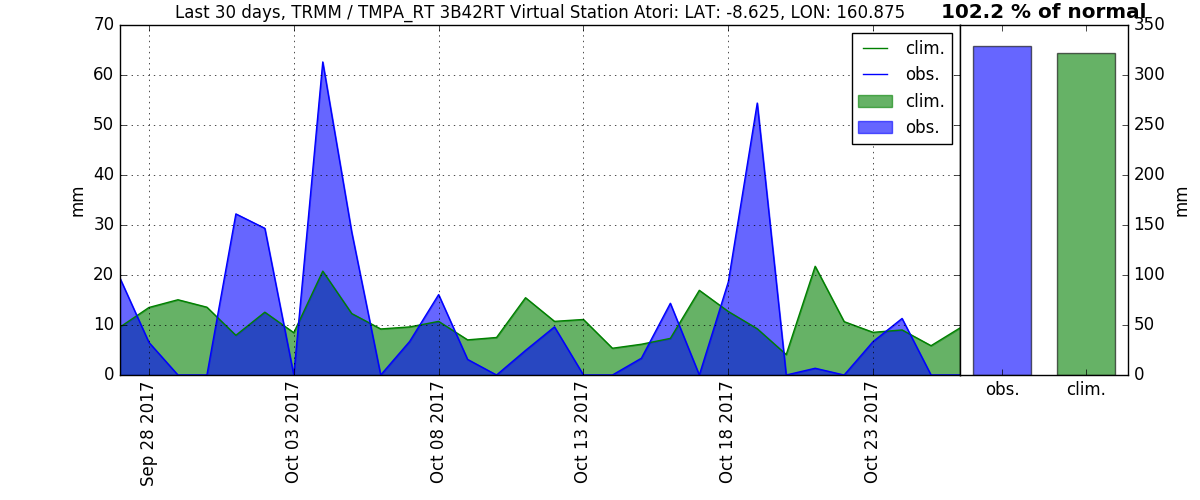 Last 30 days, TRMM / TMPA_RT 3B42RT Virtual Station Atori: LAT: -8.625, LON: 160.875
102.2 % of normal
70
60
50
40
30
20
10
0
mm
clim.
obs.
clim.
obs.
350
300
250
200
150
100
50
0
mm
Sep 28 2017
Oct 03 2017
Oct 08 2017
Oct 13 2017
Oct 18 2017
Oct 23 2017
obs.
clim.